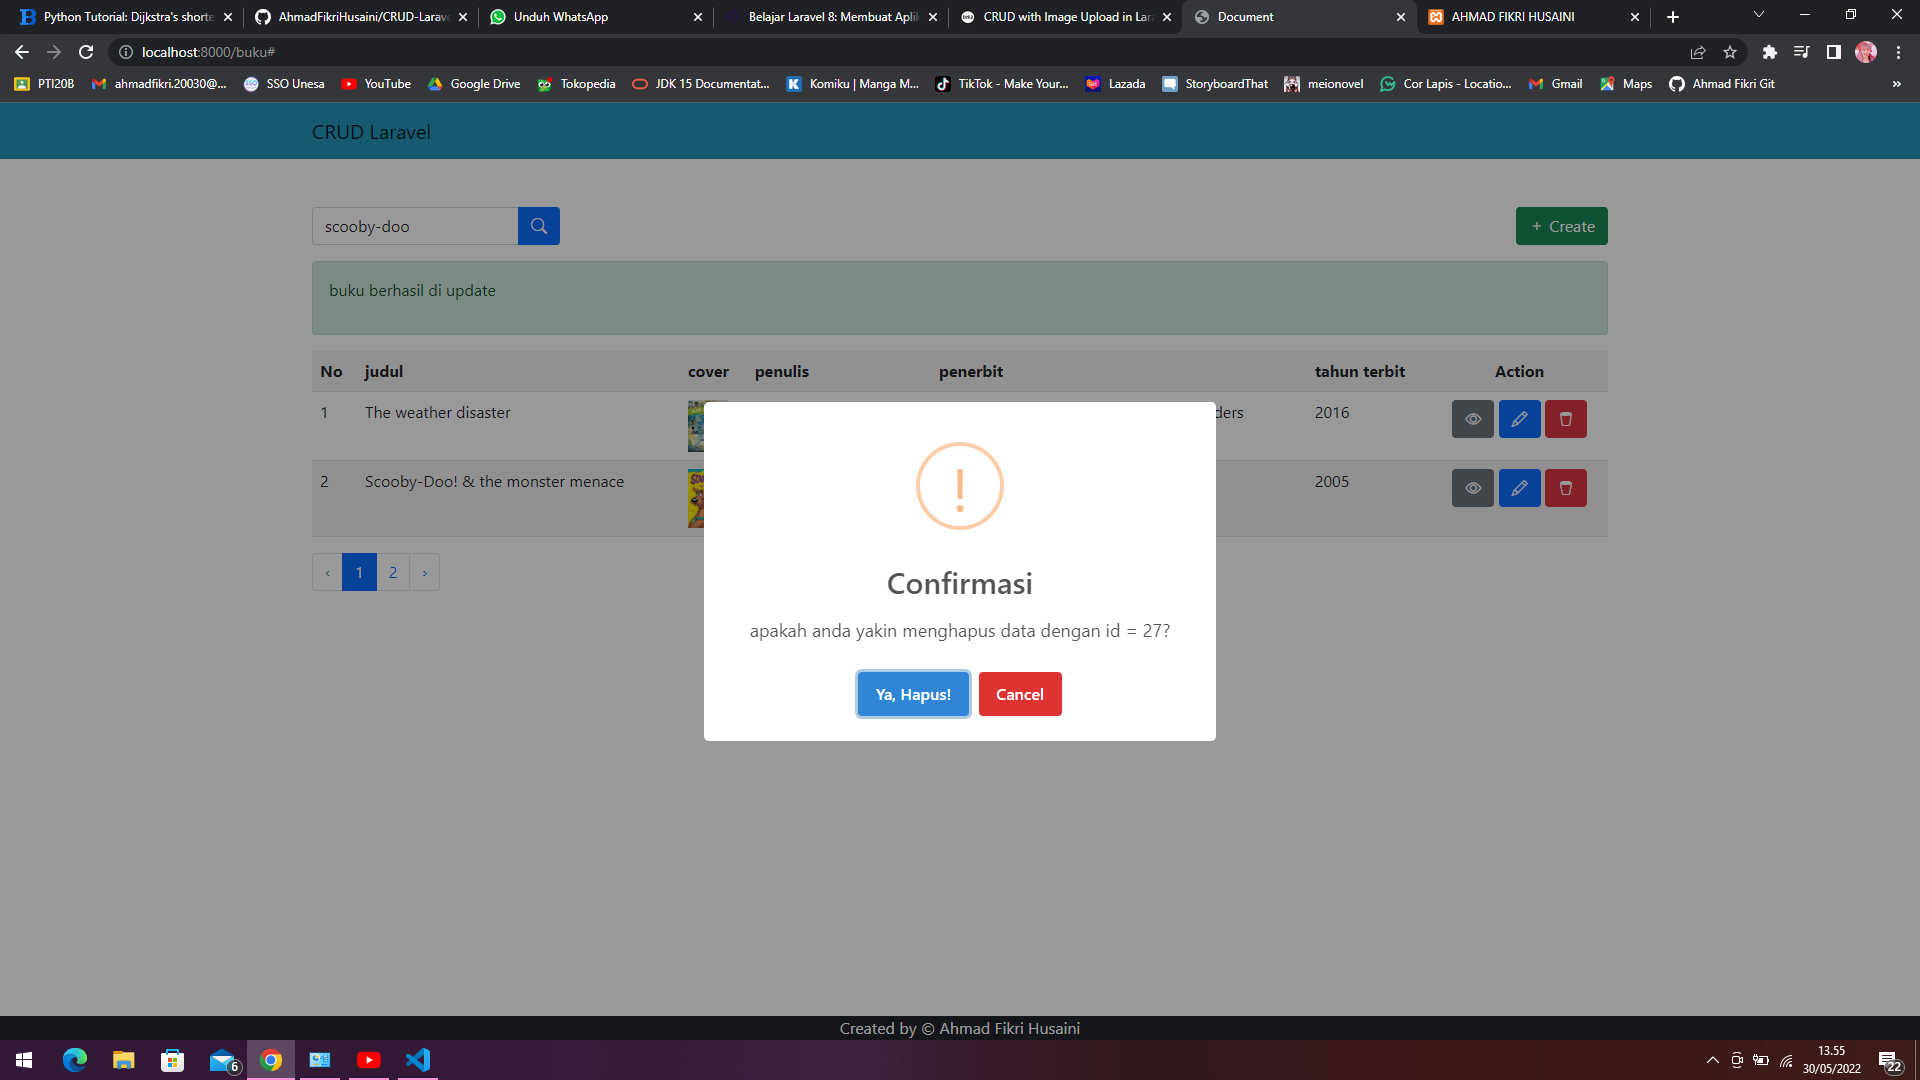 Python Tutorial: Dijkstra's shorte
AhmadFikriHusaini/CRUD-Larave
Unduh WhatsApp
Belajar Laravel 8: Membuat Apli
CRUD with Image Upload in Lar
Document
AHMAD FIKRI HUSAINI
localhost:8000/buku#
PTI20B
ahmadfikri.20030@...
SSO Unesa
YouTube
Google Drive
Tokopedia
JDK 15 Documentat...
Komiku | Manga M...
TikTok - Make Your...
Lazada
StoryboardThat
meionovel
Cor Lapis - Locatio...
Gmail
Maps
Ahmad Fikri Git
»
CRUD Laravel
scooby-doo
+ Create
buku berhasil di update
No judul cover penulis penerbit tahun terbit Action
1 The weather disaster ders 2016
2 Scooby-Doo! & the monster menace 2005
‹ 1 2 ›
!
Confirmasi
apakah anda yakin menghapus data dengan id = 27?
Ya, Hapus! Cancel
Created by © Ahmad Fikri Husaini
6
13.55
30/05/2022
22